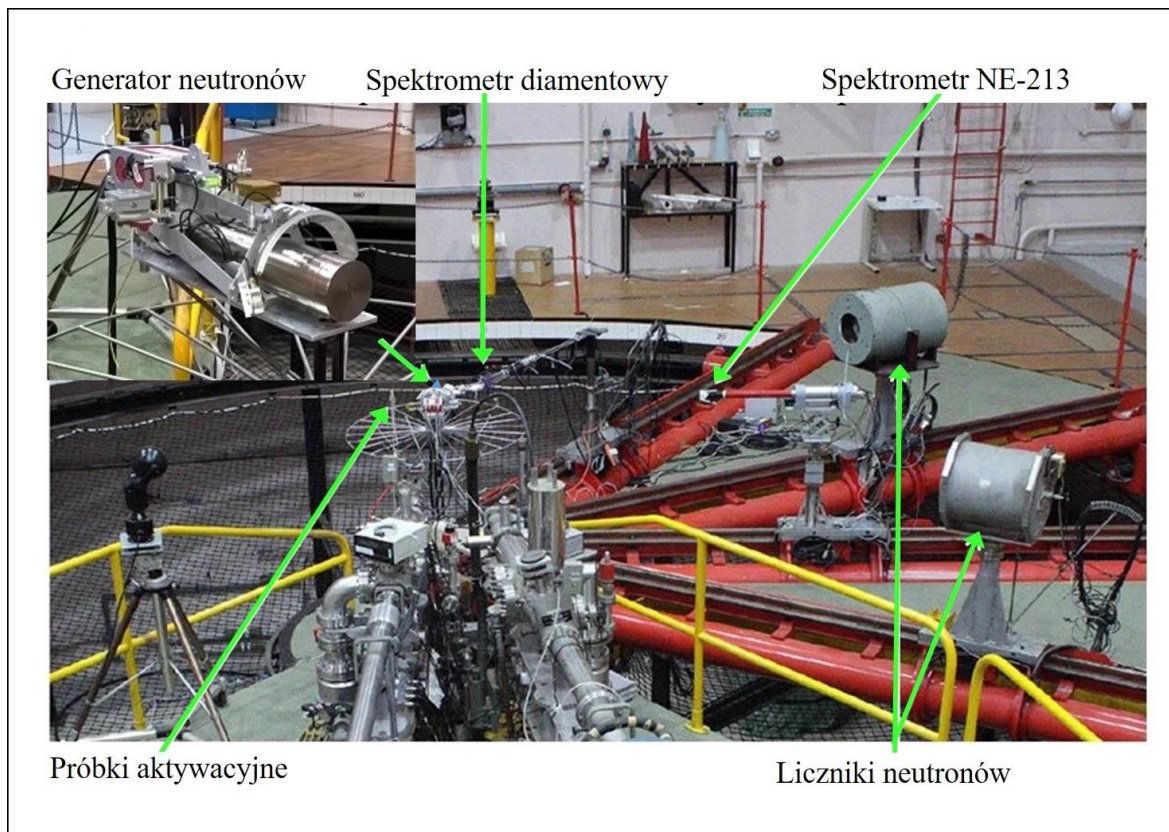 Generator neutronów
Spektrometr diamentowy
Spektrometr NE-213
Próbki aktywacyjne
Liczniki neutronów